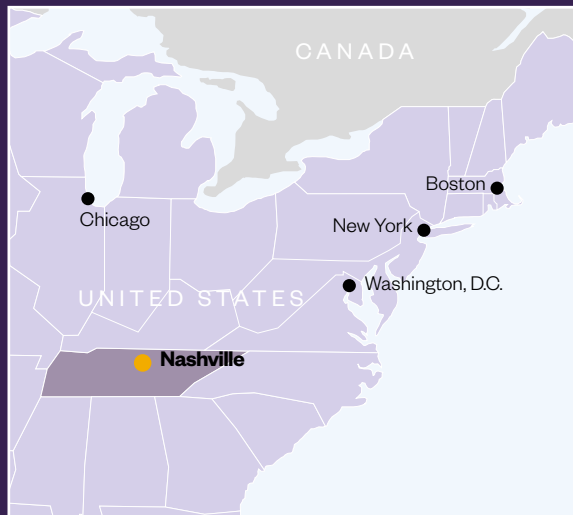 CANADA
Boston
Chicago
New York
Washington, D.C.
UNITED STATES
Nashville